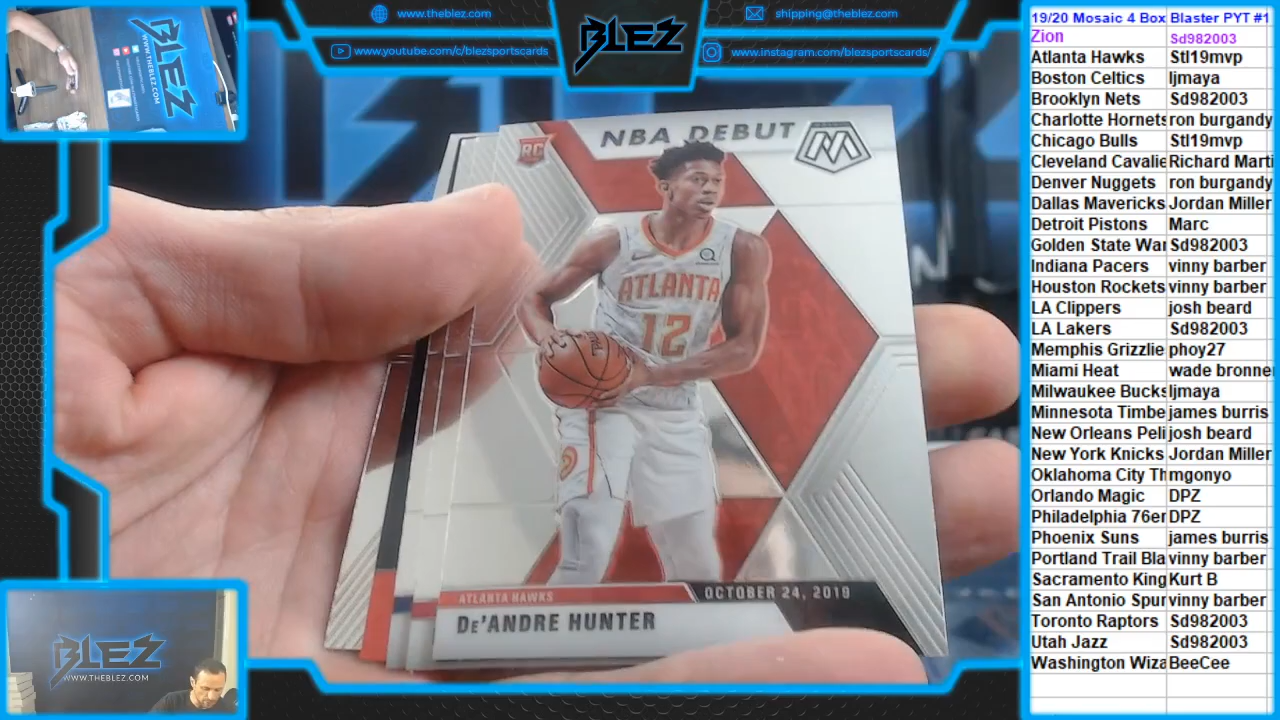 www.theblez.com
shipping@theblez.com
www.youtube.com/c/blezsportscards
www.instagram.com/blezsportscards/
BLEZ
BLEZ
WWW.THEBLEZ.COM
NBA DEBUT
RC
MOSAIC
ATLANTA
12
ATLANTA HAWKS
OCTOBER 24, 2019
DE'ANDRE HUNTER
BLEZ
WWW.THEBLEZ.COM
19/20 Mosaic 4 Box Blaster PYT #1
Zion Sd982003
Atlanta Hawks Stl19mvp
Boston Celtics ljmaya
Brooklyn Nets Sd982003
Charlotte Hornets ron burgandy
Chicago Bulls Stl19mvp
Cleveland Cavalie Richard Marti
Denver Nuggets ron burgandy
Dallas Mavericks Jordan Miller
Detroit Pistons Marc
Golden State War Sd982003
Indiana Pacers vinny barber
Houston Rockets vinny barber
LA Clippers josh beard
LA Lakers Sd982003
Memphis Grizzlie phoy27
Miami Heat wade bronne
Milwaukee Bucks ljmaya
Minnesota Timbe james burris
New Orleans Peli josh beard
New York Knicks Jordan Miller
Oklahoma City Th mgonyo
Orlando Magic DPZ
Philadelphia 76er DPZ
Phoenix Suns james burris
Portland Trail Bla vinny barber
Sacramento King Kurt B
San Antonio Spur vinny barber
Toronto Raptors Sd982003
Utah Jazz Sd982003
Washington Wiza BeeCee